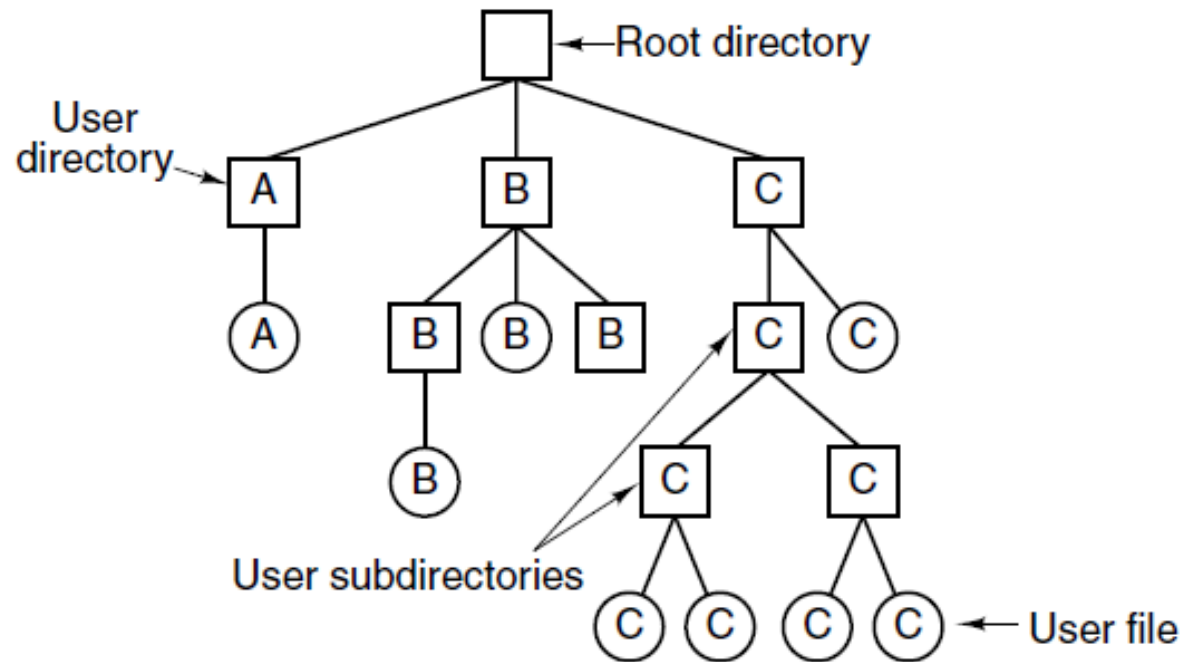 Root directory
User
directory
A
B
C
A
B
B
B
C
C
B
C
C
User subdirectories
C
C
C
C
User file